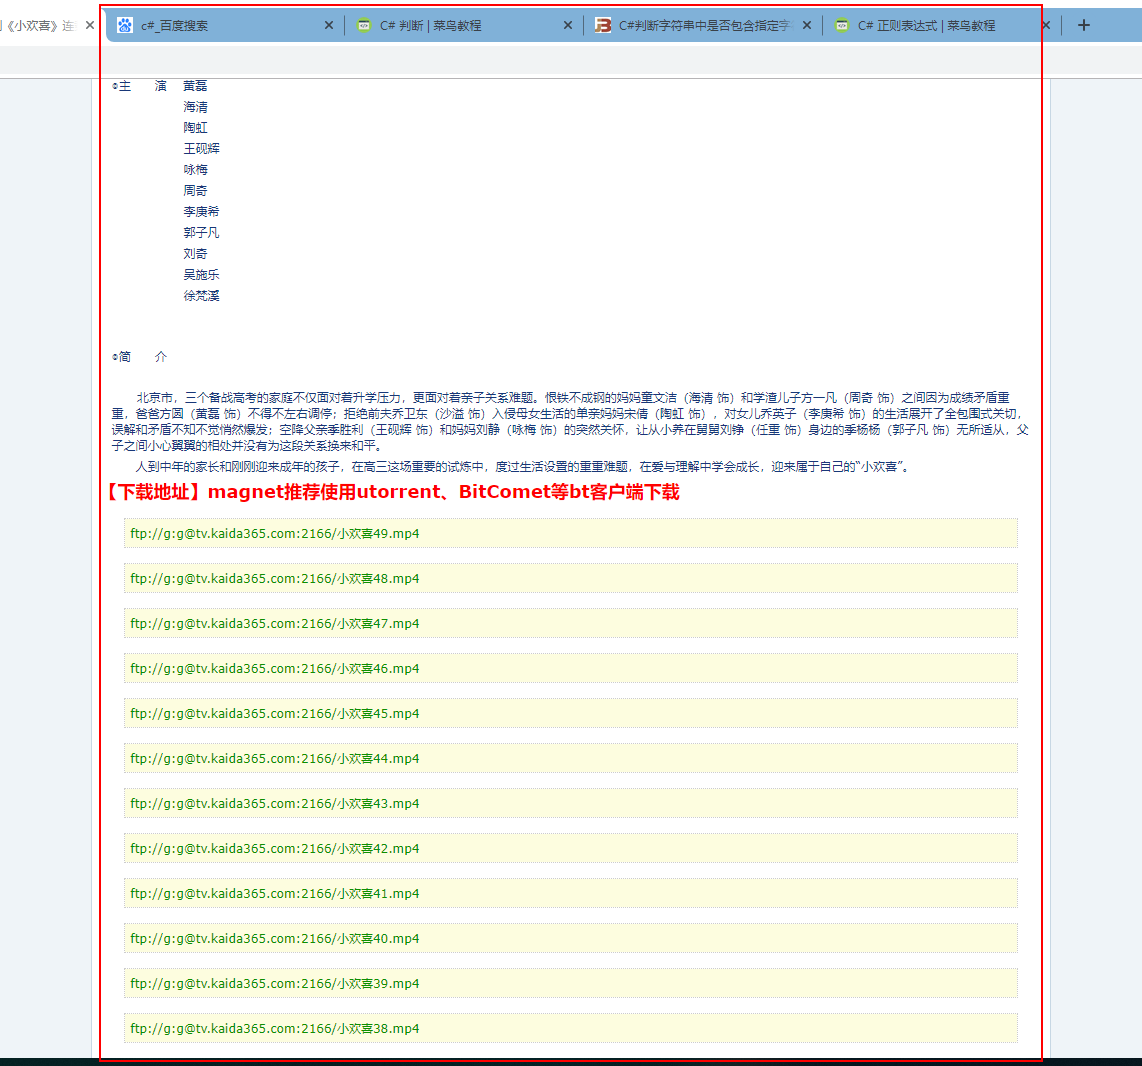 《小欢喜》连
c#_百度搜索
C# 判断 | 菜鸟教程
C#判断字符串中是否包含指定字
C# 正则表达式 | 菜鸟教程
◎主　　演　黄磊
海清
陶虹
王砚辉
咏梅
周奇
李庚希
郭子凡
刘奇
吴施乐
徐梵溪
◎简　　介
北京市，三个备战高考的家庭不仅面对着升学压力，更面对着亲子关系难题。恨铁不成钢的妈妈童文洁（海清 饰）和学渣儿子方一凡（周奇 饰）之间因为成绩矛盾重
重，爸爸方圆（黄磊 饰）不得不左右调停；拒绝前夫乔卫东（沙溢 饰）入侵母女生活的单亲妈妈宋倩（陶虹 饰），对女儿乔英子（李庚希 饰）的生活展开了全包围式关切，
误解和矛盾不知不觉悄然爆发；空降父亲季胜利（王砚辉 饰）和妈妈刘静（咏梅 饰）的突然关怀，让从小养在舅舅刘铮（任重 饰）身边的季杨杨（郭子凡 饰）无所适从，父
子之间小心翼翼的相处并没有为这段关系换来和平。
人到中年的家长和刚刚迎来成年的孩子，在高三这场重要的试炼中，度过生活设置的重重难题，在爱与理解中学会成长，迎来属于自己的“小欢喜”。
【下载地址】magnet推荐使用utorrent、BitComet等bt客户端下载
ftp://g:g@tv.kaida365.com:2166/小欢喜49.mp4
ftp://g:g@tv.kaida365.com:2166/小欢喜48.mp4
ftp://g:g@tv.kaida365.com:2166/小欢喜47.mp4
ftp://g:g@tv.kaida365.com:2166/小欢喜46.mp4
ftp://g:g@tv.kaida365.com:2166/小欢喜45.mp4
ftp://g:g@tv.kaida365.com:2166/小欢喜44.mp4
ftp://g:g@tv.kaida365.com:2166/小欢喜43.mp4
ftp://g:g@tv.kaida365.com:2166/小欢喜42.mp4
ftp://g:g@tv.kaida365.com:2166/小欢喜41.mp4
ftp://g:g@tv.kaida365.com:2166/小欢喜40.mp4
ftp://g:g@tv.kaida365.com:2166/小欢喜39.mp4
ftp://g:g@tv.kaida365.com:2166/小欢喜38.mp4